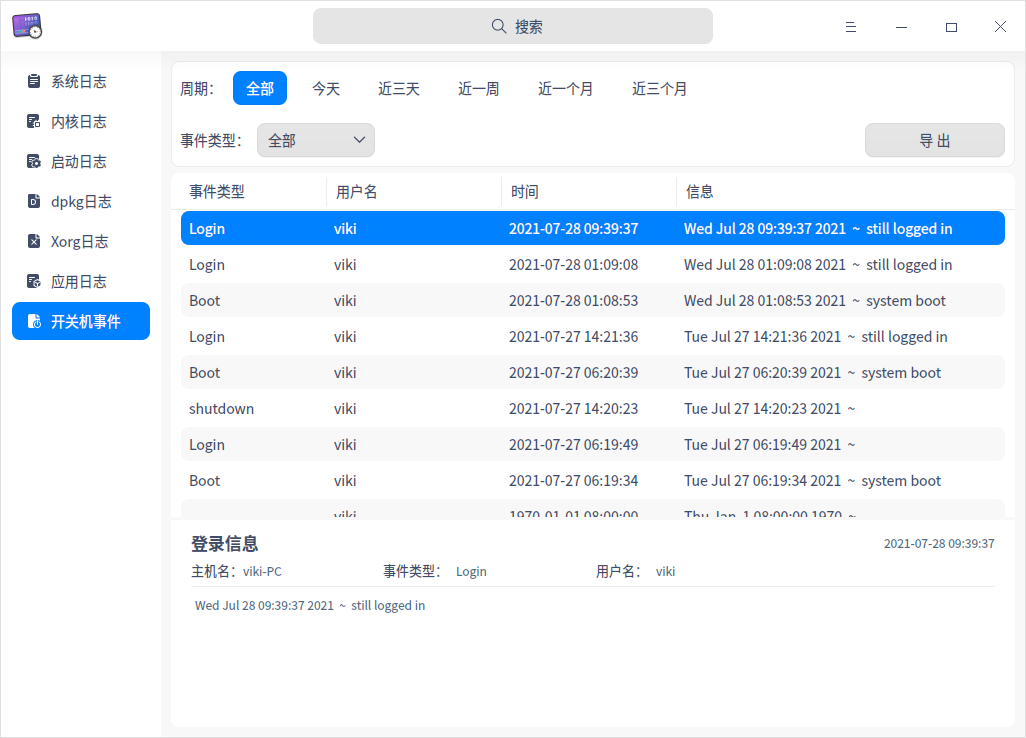 搜索
系统日志
内核日志
启动日志
dpkg日志
Xorg日志
应用日志
开关机事件
周期： 全部 今天 近三天 近一周 近一个月 近三个月
事件类型： 全部 导 出
事件类型 用户名 时间 信息
Login viki 2021-07-28 09:39:37 Wed Jul 28 09:39:37 2021 ~ still logged in
Login viki 2021-07-28 01:09:08 Wed Jul 28 01:09:08 2021 ~ still logged in
Boot viki 2021-07-28 01:08:53 Wed Jul 28 01:08:53 2021 ~ system boot
Login viki 2021-07-27 14:21:36 Tue Jul 27 14:21:36 2021 ~ still logged in
Boot viki 2021-07-27 06:20:39 Tue Jul 27 06:20:39 2021 ~ system boot
shutdown viki 2021-07-27 14:20:23 Tue Jul 27 14:20:23 2021 ~
Login viki 2021-07-27 06:19:49 Tue Jul 27 06:19:49 2021 ~
Boot viki 2021-07-27 06:19:34 Tue Jul 27 06:19:34 2021 ~ system boot
viki 1970-01-01 08:00:00 Thu Jan 1 08:00:00 1970 ~
登录信息 2021-07-28 09:39:37
主机名： viki-PC 事件类型： Login 用户名： viki
Wed Jul 28 09:39:37 2021 ~ still logged in